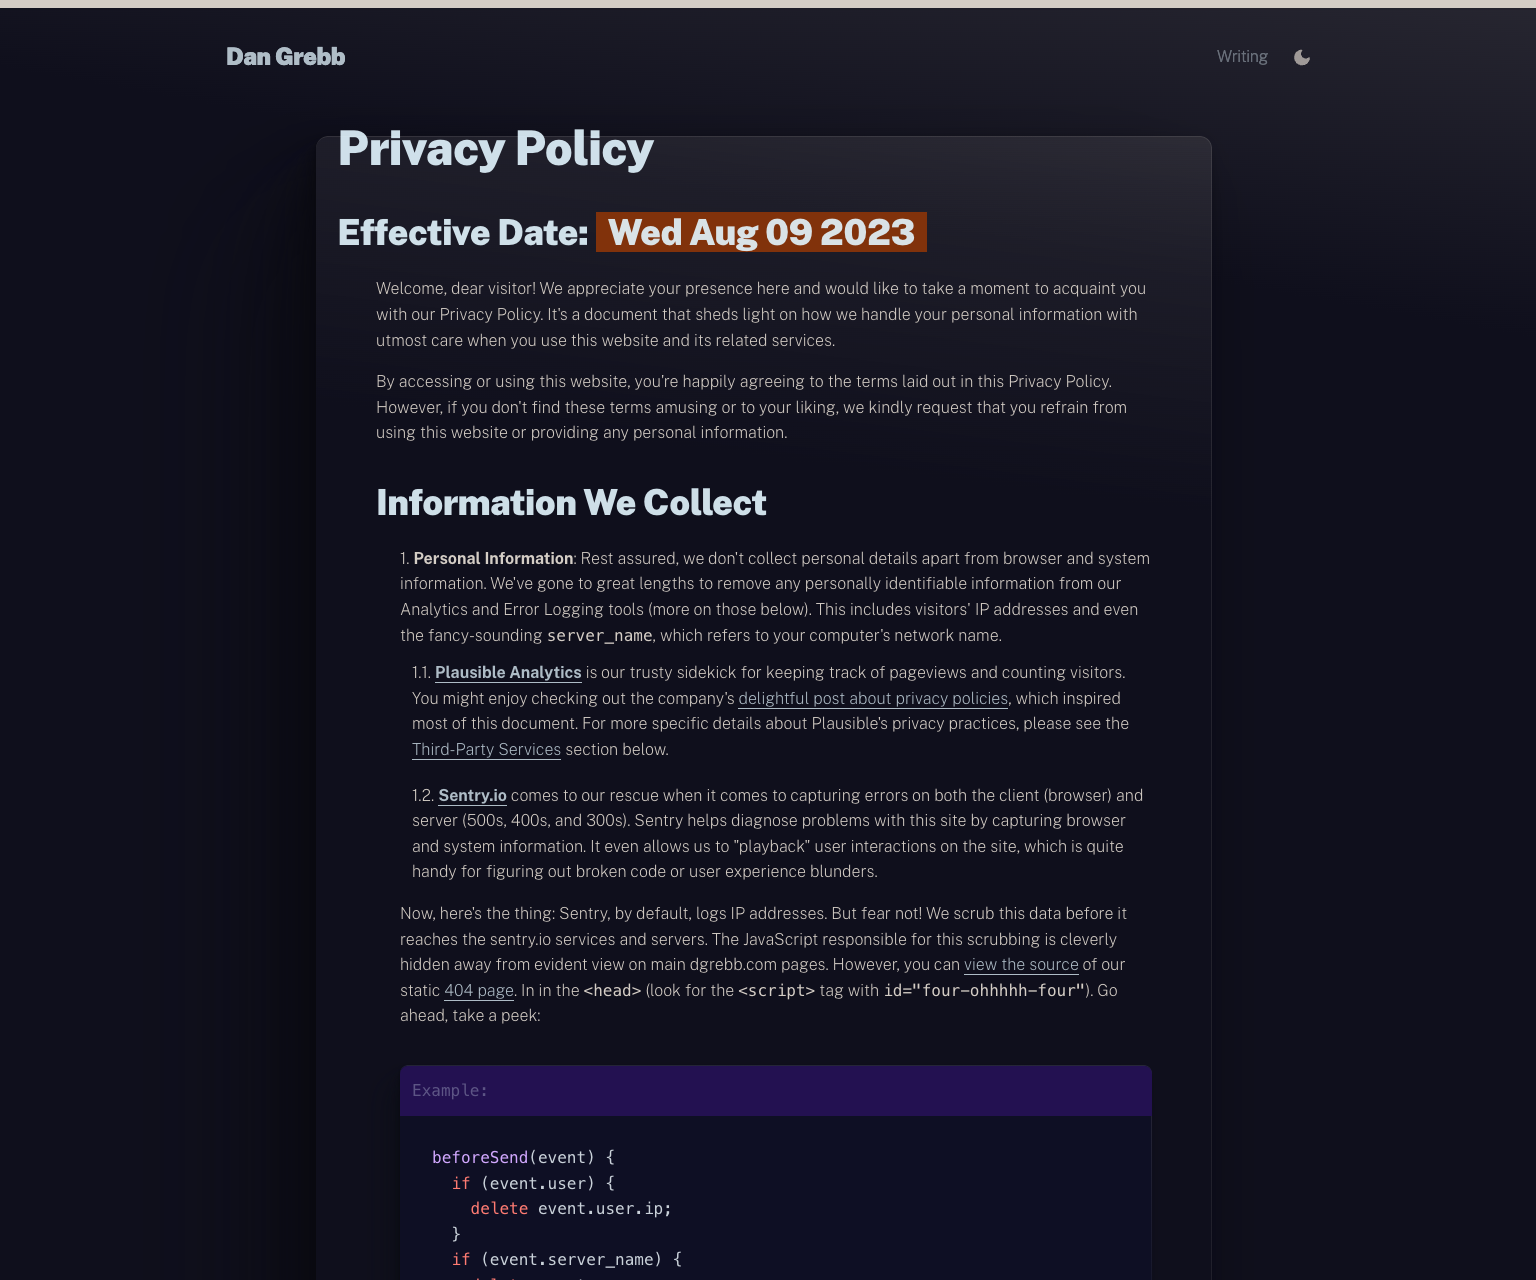 Dan Grebb
Writing
Privacy Policy
Effective Date: Wed Aug 09 2023
Welcome, dear visitor! We appreciate your presence here and would like to take a moment to acquaint you
with our Privacy Policy. It's a document that sheds light on how we handle your personal information with
utmost care when you use this website and its related services.
By accessing or using this website, you're happily agreeing to the terms laid out in this Privacy Policy.
However, if you don't find these terms amusing or to your liking, we kindly request that you refrain from
using this website or providing any personal information.
Information We Collect
1. Personal Information: Rest assured, we don't collect personal details apart from browser and system
information. We've gone to great lengths to remove any personally identifiable information from our
Analytics and Error Logging tools (more on those below). This includes visitors' IP addresses and even
the fancy-sounding server_name, which refers to your computer's network name.
1.1. Plausible Analytics is our trusty sidekick for keeping track of pageviews and counting visitors.
You might enjoy checking out the company's delightful post about privacy policies, which inspired
most of this document. For more specific details about Plausible's privacy practices, please see the
Third-Party Services section below.
1.2. Sentry.io comes to our rescue when it comes to capturing errors on both the client (browser) and
server (500s, 400s, and 300s). Sentry helps diagnose problems with this site by capturing browser
and system information. It even allows us to "playback" user interactions on the site, which is quite
handy for figuring out broken code or user experience blunders.
Now, here's the thing: Sentry, by default, logs IP addresses. But fear not! We scrub this data before it
reaches the sentry.io services and servers. The JavaScript responsible for this scrubbing is cleverly
hidden away from evident view on main dgrebb.com pages. However, you can view the source of our
static 404 page. In in the <head> (look for the <script> tag with id="four-ohhhhh-four"). Go
ahead, take a peek:
Example:
beforeSend(event) {
if (event.user) {
delete event.user.ip;
}
if (event.server_name) {